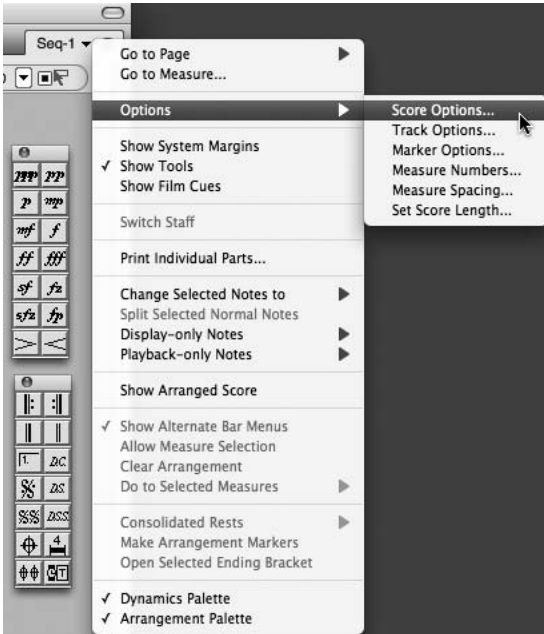 Seq-1
Go to Page
Go to Measure...
Options
Score Options...
Track Options...
Marker Options...
Measure Numbers...
Measure Spacing...
Set Score Length...
Show System Margins
✓ Show Tools
Show Film Cues
Switch Staff
Print Individual Parts...
Change Selected Notes to
Split Selected Normal Notes
Display-only Notes
Playback-only Notes
Show Arranged Score
✓ Show Alternate Bar Menus
Allow Measure Selection
Clear Arrangement
Do to Selected Measures
Consolidated Rests
Make Arrangement Markers
Open Selected Ending Bracket
✓ Dynamics Palette
✓ Arrangement Palette
ppp pp
p mp
mf f
ff fff
sf fz
sfz fp
1. D.C.
D.S.
D.S.S.
4